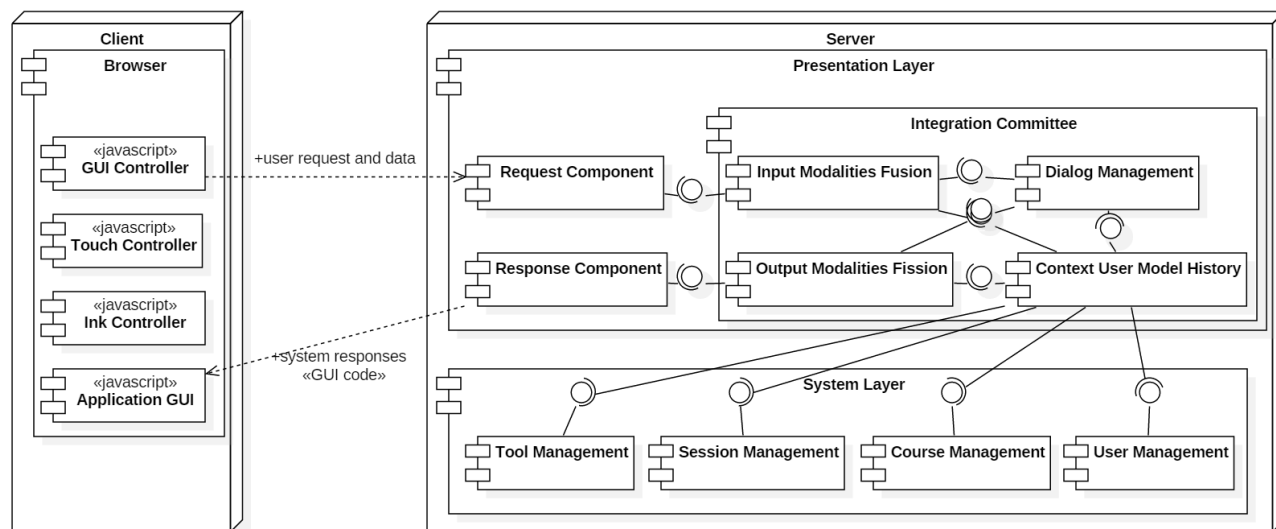 Client
Browser
«javascript»
GUI Controller
«javascript»
Touch Controller
«javascript»
Ink Controller
«javascript»
Application GUI
+user request and data
+system responses
«GUI code»
Server
Presentation Layer
Integration Committee
Request Component
Input Modalities Fusion
Dialog Management
Response Component
Output Modalities Fission
Context User Model History
System Layer
Tool Management
Session Management
Course Management
User Management